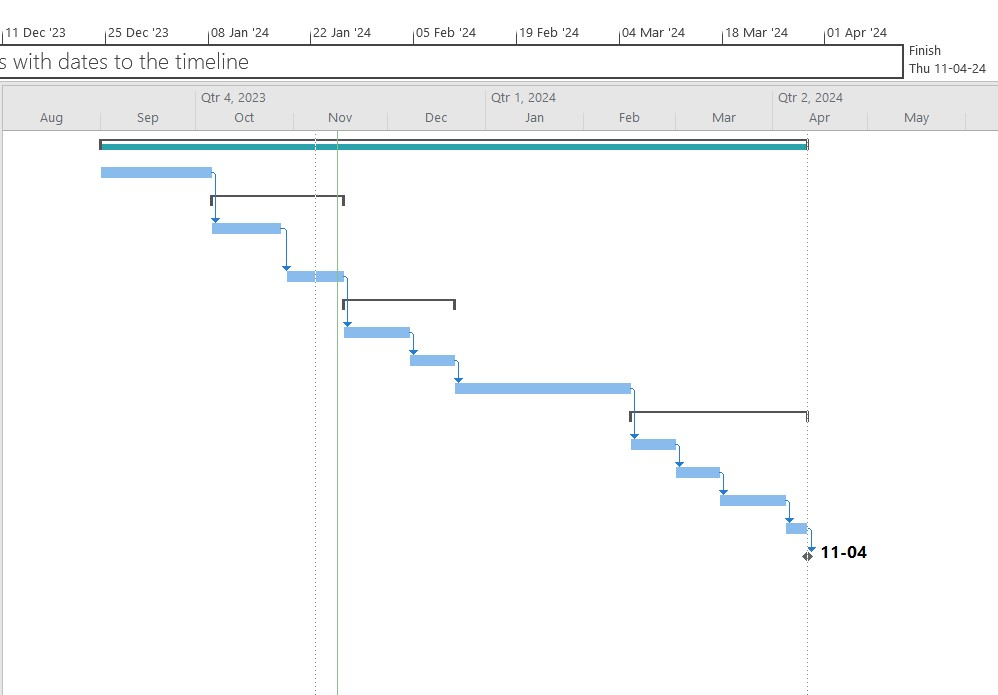 11 Dec '23 25 Dec '23 08 Jan '24 22 Jan '24 05 Feb '24 19 Feb '24 04 Mar '24 18 Mar '24 01 Apr '24
s with dates to the timeline
Finish
Thu 11-04-24
Qtr 4, 2023 Qtr 1, 2024 Qtr 2, 2024
Aug Sep Oct Nov Dec Jan Feb Mar Apr May
11-04